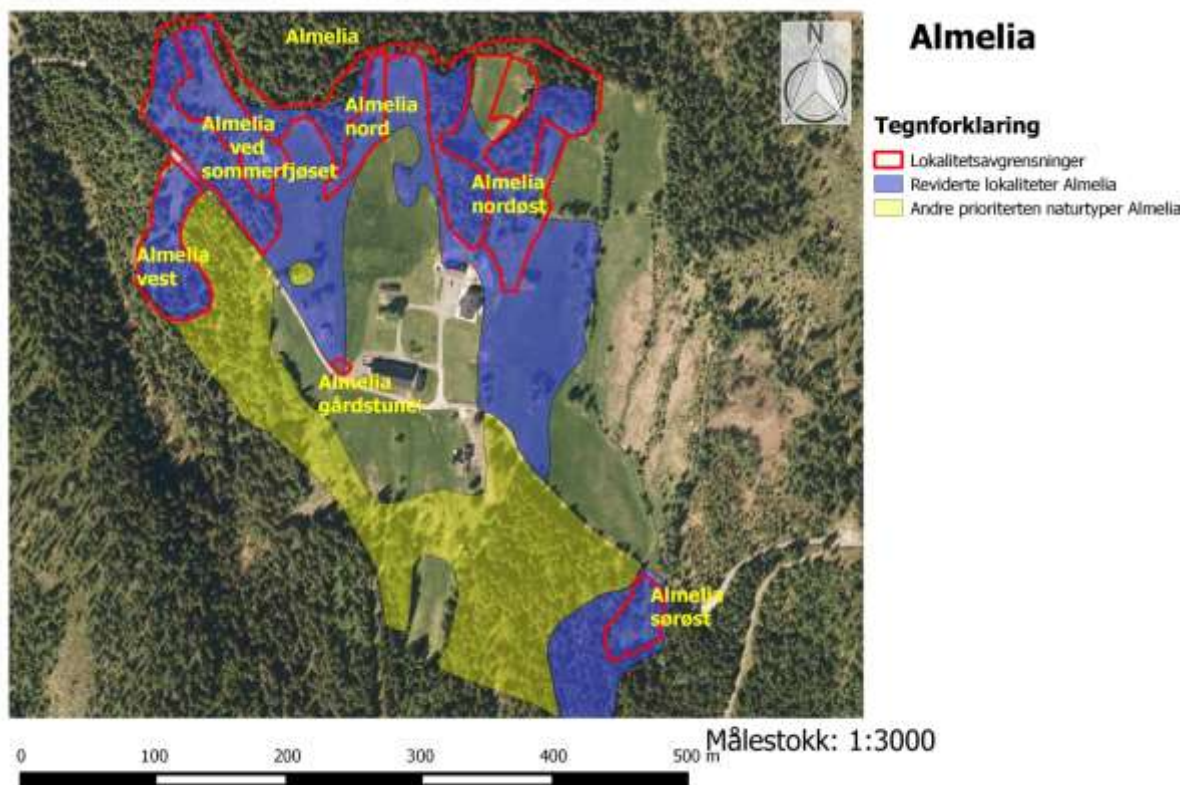 Almelia
N
Almelia
Tegnforklaring
Lokalitetsavgrensninger
Reviderte lokaliteter Almelia
Andre prioriterten naturtyper Almelia
Almelia
nord
Almelia
ved
sommerfjøset
Almelia
nordøst
Almelia
vest
Almelia
gårdstunet
Almelia
sørøst
Målestokk: 1:3000
0 100 200 300 400 500 m